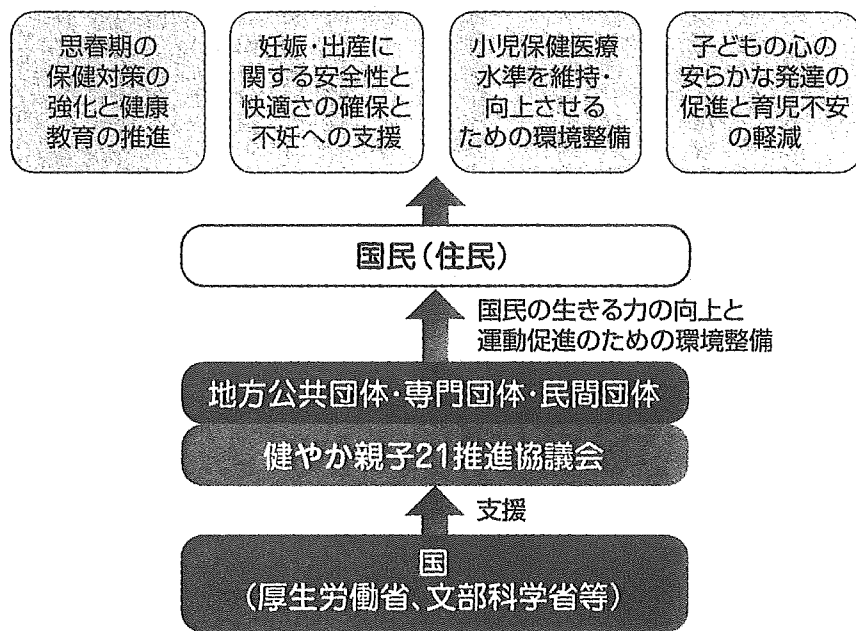 思春期の
保健対策の
強化と健康
教育の推進
妊娠・出産に
関する安全性と
快適さの確保と
不妊への支援
小児保健医療
水準を維持・
向上させる
ための環境整備
子どもの心の
安らかな発達の
促進と育児不安
の軽減
国民(住民)
国民の生きる力の向上と
運動促進のための環境整備
地方公共団体・専門団体・民間団体
健やか親子21推進協議会
支援
国
(厚生労働省、文部科学省等)